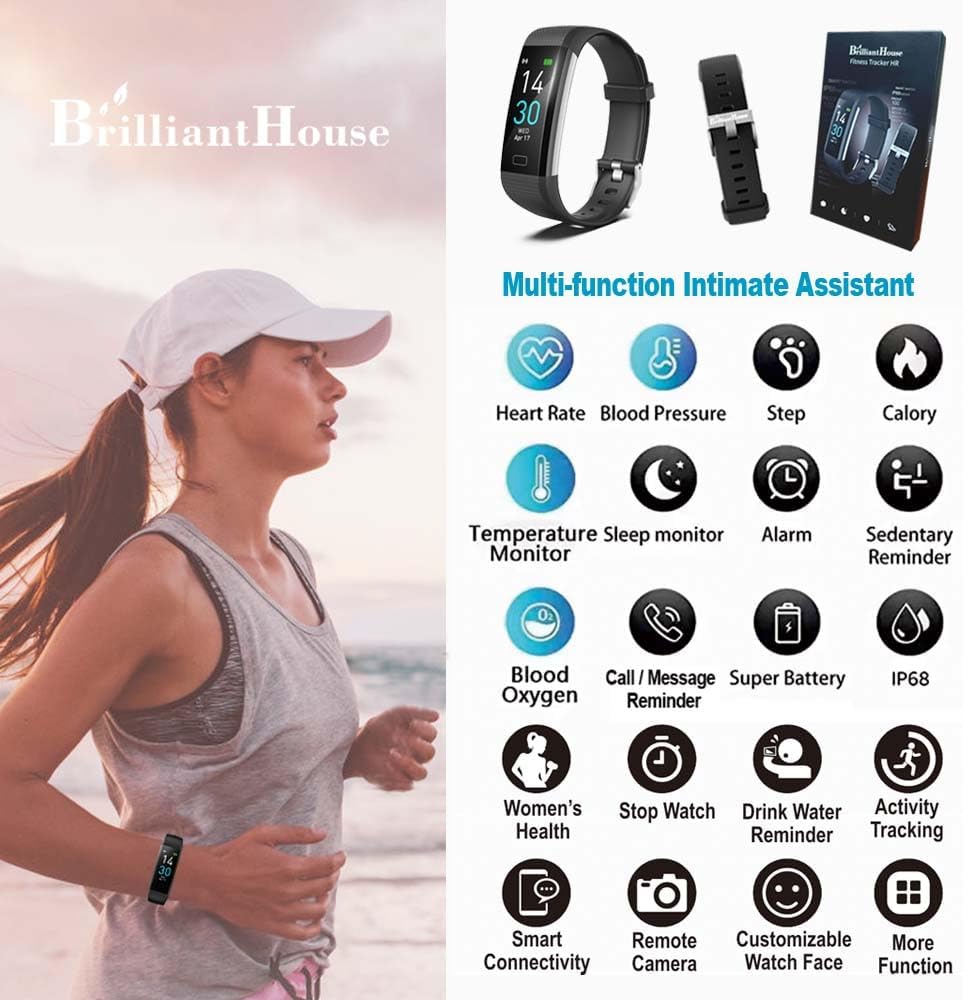 BrilliantHouse
14
30
WED
Apr 17
BrilliantHouse
BrilliantHouse
Fitness Tracker HR
14
30
Multi-function Intimate Assistant
Heart Rate
Blood Pressure
Step
Calory
Temperature
Monitor
Sleep monitor
Alarm
Sedentary
Reminder
O2
Blood
Oxygen
Call / Message
Reminder
Super Battery
IP68
Women's
Health
Stop Watch
Drink Water
Reminder
Activity
Tracking
Smart
Connectivity
Remote
Camera
Customizable
Watch Face
More
Function
14
30